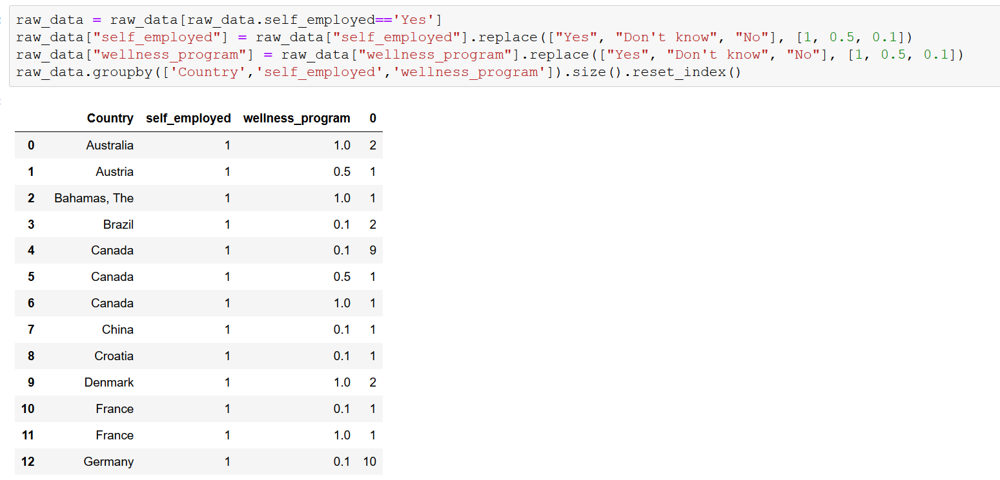 raw_data = raw_data[raw_data.self_employed=='Yes']
raw_data["self_employed"] = raw_data["self_employed"].replace(["Yes", "Don't know", "No"], [1, 0.5, 0.1])
raw_data["wellness_program"] = raw_data["wellness_program"].replace(["Yes", "Don't know", "No"], [1, 0.5, 0.1])
raw_data.groupby(['Country','self_employed','wellness_program']).size().reset_index()
Country self_employed wellness_program 0
0 Australia 1 1.0 2
1 Austria 1 0.5 1
2 Bahamas, The 1 1.0 1
3 Brazil 1 0.1 2
4 Canada 1 0.1 9
5 Canada 1 0.5 1
6 Canada 1 1.0 1
7 China 1 0.1 1
8 Croatia 1 0.1 1
9 Denmark 1 1.0 2
10 France 1 0.1 1
11 France 1 1.0 1
12 Germany 1 0.1 10